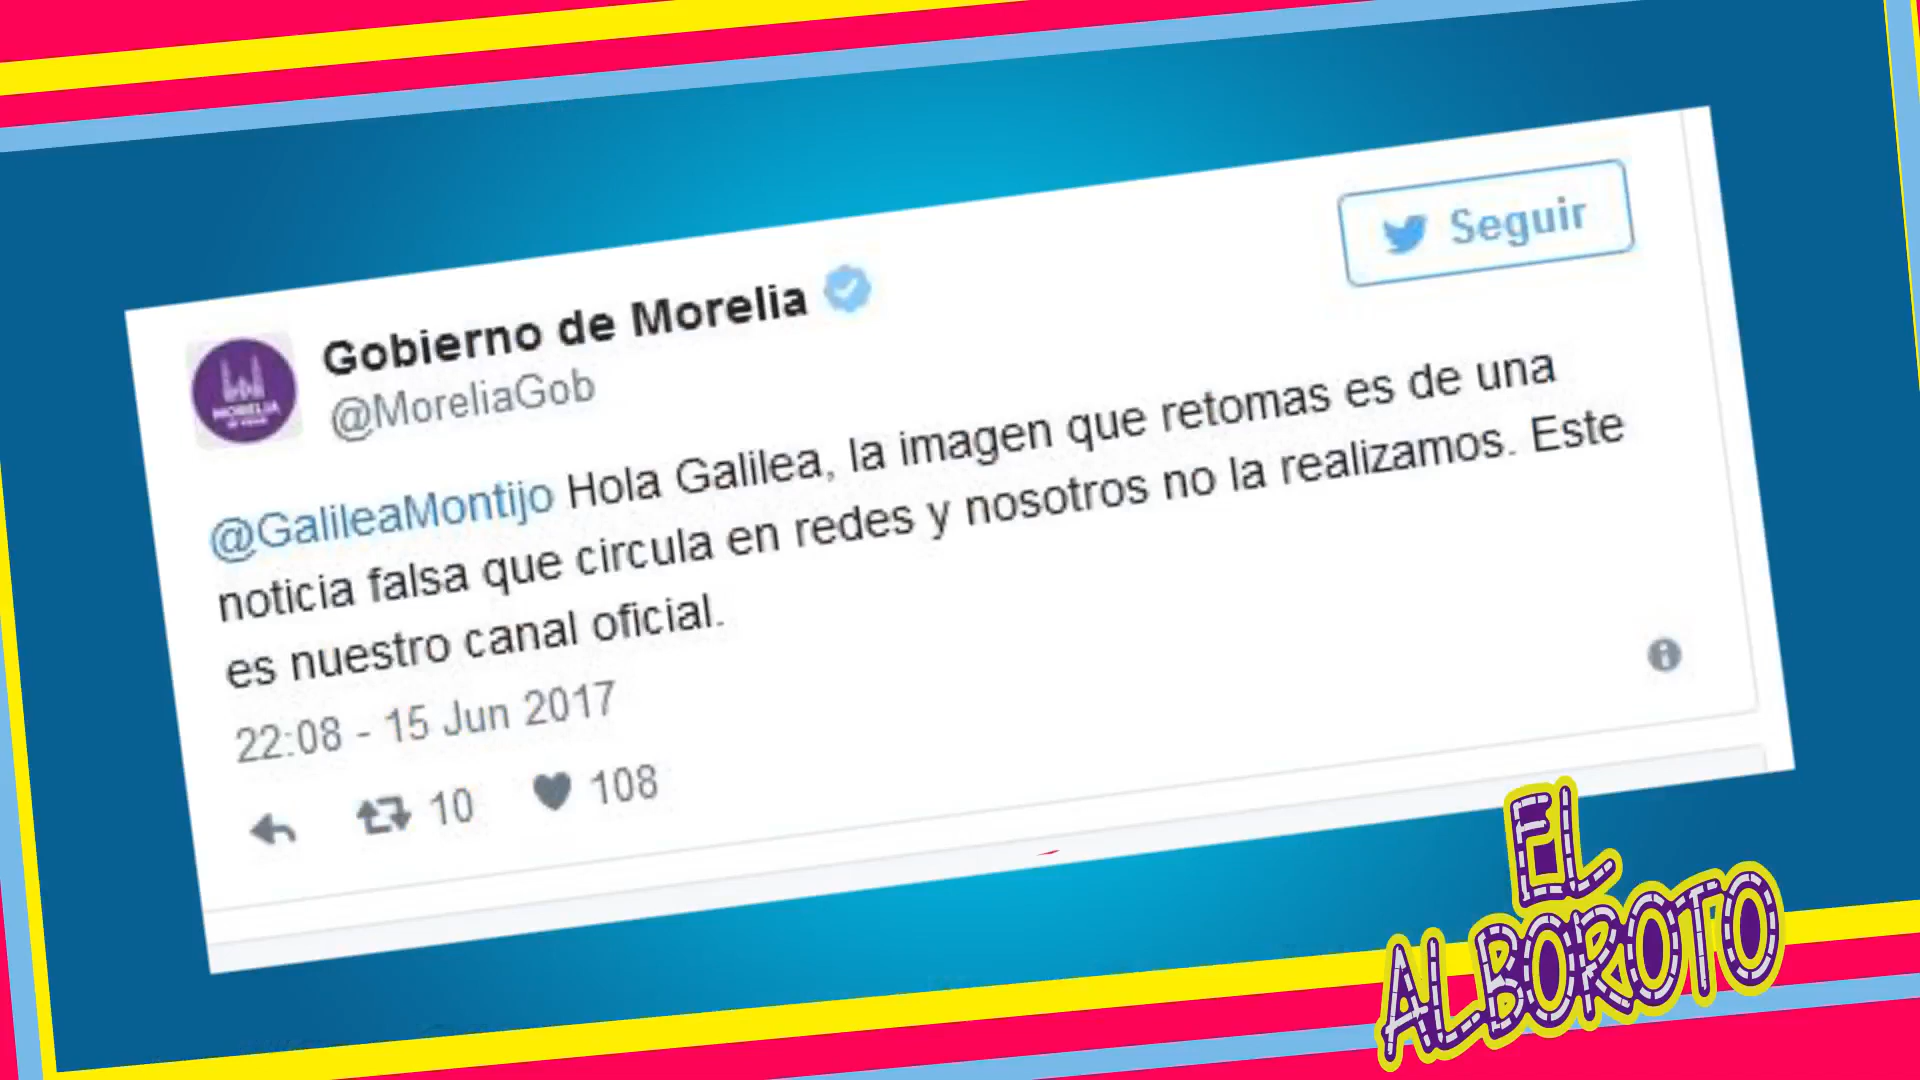 Seguir
Gobierno de Morelia
@MoreliaGob
MORELIA
@GalileaMontijo Hola Galilea, la imagen que retomas es de una
noticia falsa que circula en redes y nosotros no la realizamos. Este
es nuestro canal oficial.
22:08 - 15 Jun 2017
10 108
EL
ALBOROTO